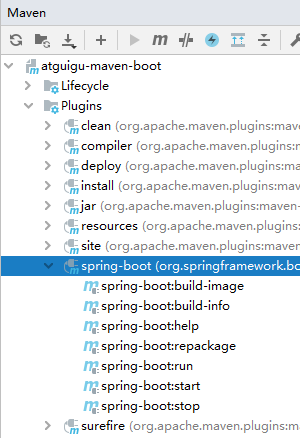 Maven
m
atguigu-maven-boot
Lifecycle
Plugins
clean (org.apache.maven.plugins:mave
compiler (org.apache.maven.plugins:m
deploy (org.apache.maven.plugins:ma
install (org.apache.maven.plugins:mav
jar (org.apache.maven.plugins:maven-
resources (org.apache.maven.plugins:
site (org.apache.maven.plugins:maven
spring-boot (org.springframework.bo
spring-boot:build-image
spring-boot:build-info
spring-boot:help
spring-boot:repackage
spring-boot:run
spring-boot:start
spring-boot:stop
surefire (org.apache.maven.plugins:m